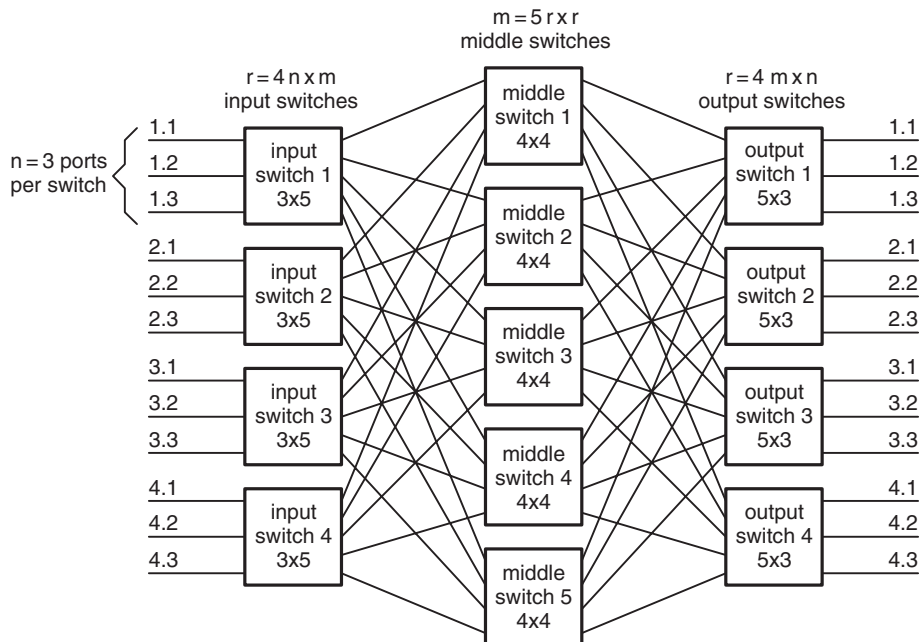 m = 5 r x r
middle switches
r = 4 n x m
input switches
r = 4 m x n
output switches
n = 3 ports
per switch
1.1
1.2
1.3
2.1
2.2
2.3
3.1
3.2
3.3
4.1
4.2
4.3
input
switch 1
3x5
input
switch 2
3x5
input
switch 3
3x5
input
switch 4
3x5
middle
switch 1
4x4
middle
switch 2
4x4
middle
switch 3
4x4
middle
switch 4
4x4
middle
switch 5
4x4
output
switch 1
5x3
output
switch 2
5x3
output
switch 3
5x3
output
switch 4
5x3
1.1
1.2
1.3
2.1
2.2
2.3
3.1
3.2
3.3
4.1
4.2
4.3